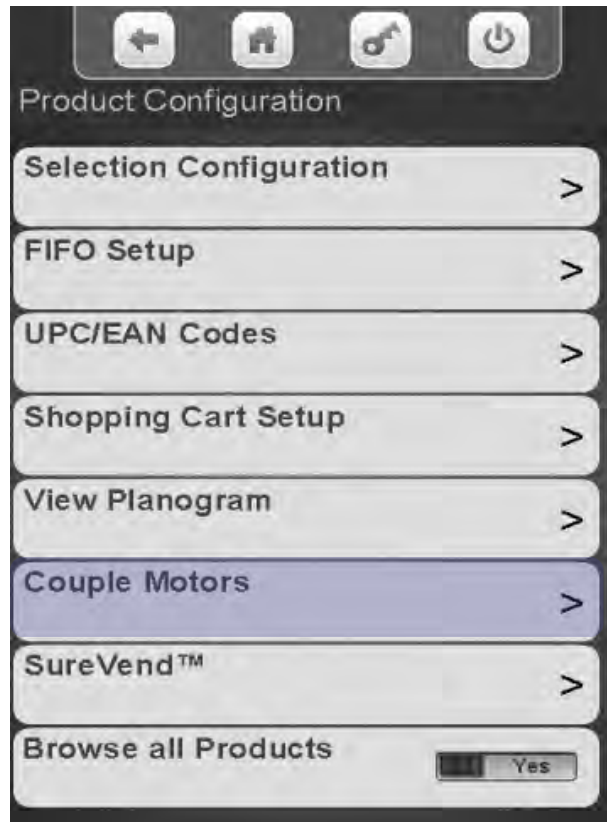 Product Configuration
Selection Configuration
>
FIFO Setup
>
UPC/EAN Codes
>
Shopping Cart Setup
>
View Planogram
>
Couple Motors
>
SureVend™
>
Browse all Products
Yes